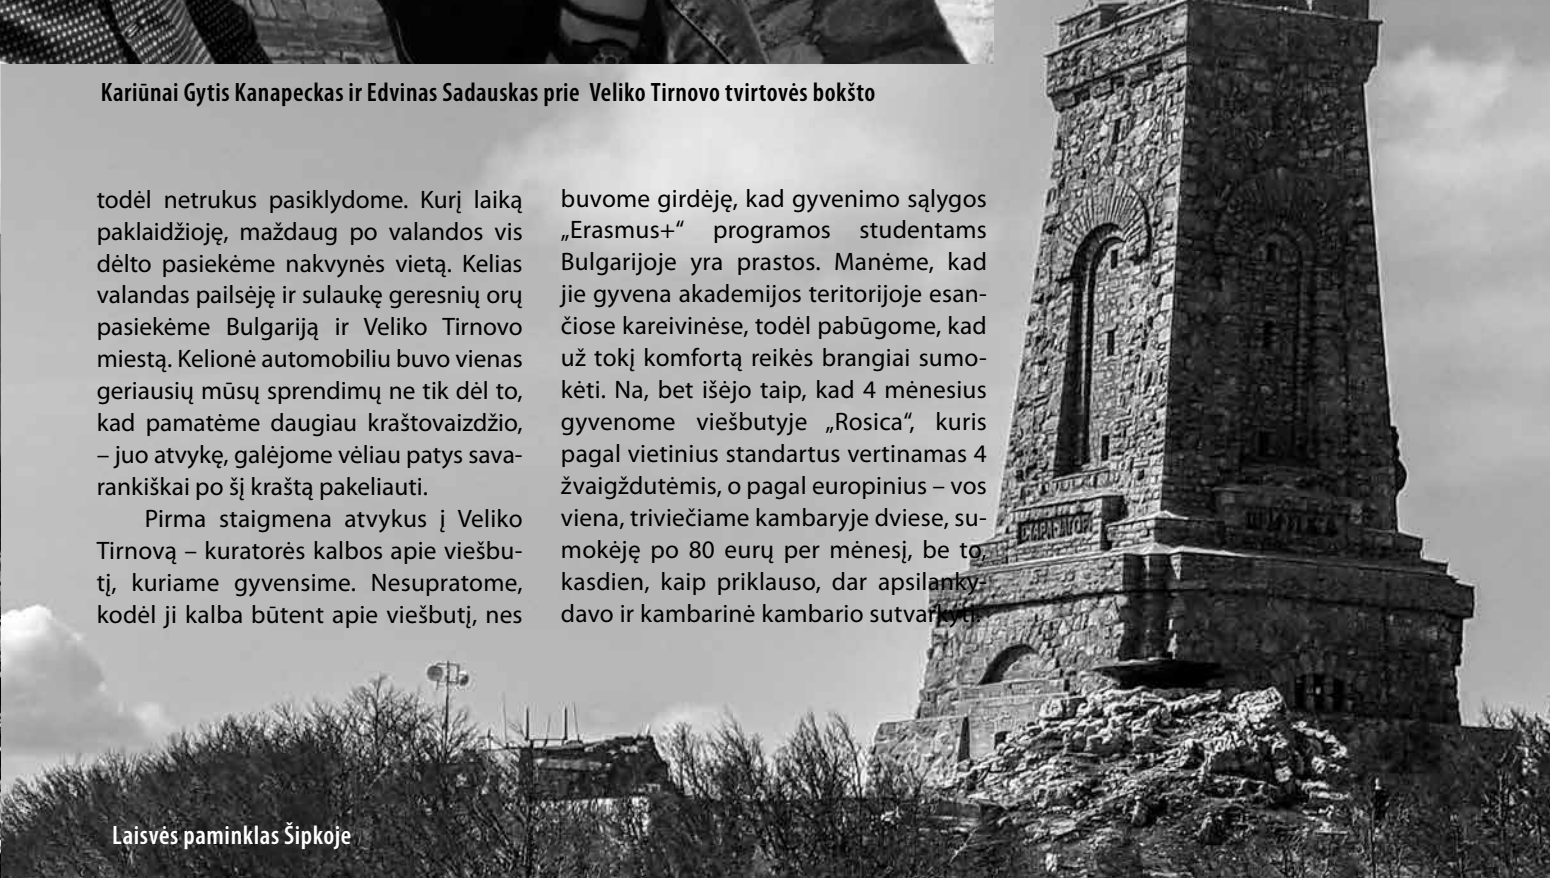 Kariūnai Gytis Kanapeckas ir Edvinas Sadauskas prie Veliko Tirnovo tvirtovės bokšto
todėl netrukus pasiklydome. Kurį laiką
paklaidžioję, maždaug po valandos vis
dėlto pasiekėme nakvynės vietą. Kelias
valandas pailsėję ir sulaukę geresnių orų
pasiekėme Bulgariją ir Veliko Tirnovo
miestą. Kelionė automobiliu buvo vienas
geriausių mūsų sprendimų ne tik dėl to,
kad pamatėme daugiau kraštovaizdžio,
– juo atvykę, galėjome vėliau patys sava-
rankiškai po šį kraštą pakeliauti.
Pirma staigmena atvykus į Veliko
Tirnovą – kuratorės kalbos apie viešbu-
tį, kuriame gyvensime. Nesupratome,
kodėl ji kalba būtent apie viešbutį, nes
buvome girdėję, kad gyvenimo sąlygos
„Erasmus+“ programos studentams
Bulgarijoje yra prastos. Manėme, kad
jie gyvena akademijos teritorijoje esan-
čiose kareivinėse, todėl pabūgome, kad
už tokį komfortą reikės brangiai sumo-
kėti. Na, bet išėjo taip, kad 4 mėnesius
gyvenome viešbutyje „Rosica“, kuris
pagal vietinius standartus vertinamas 4
žvaigždutėmis, o pagal europinius – vos
viena, triviečiame kambaryje dviese, su-
mokėję po 80 eurų per mėnesį, be to,
kasdien, kaip priklauso, dar apsilanky-
davo ir kambarinė kambario sutvarkyti.
ШИПКА
Laisvės paminklas Šipkoje